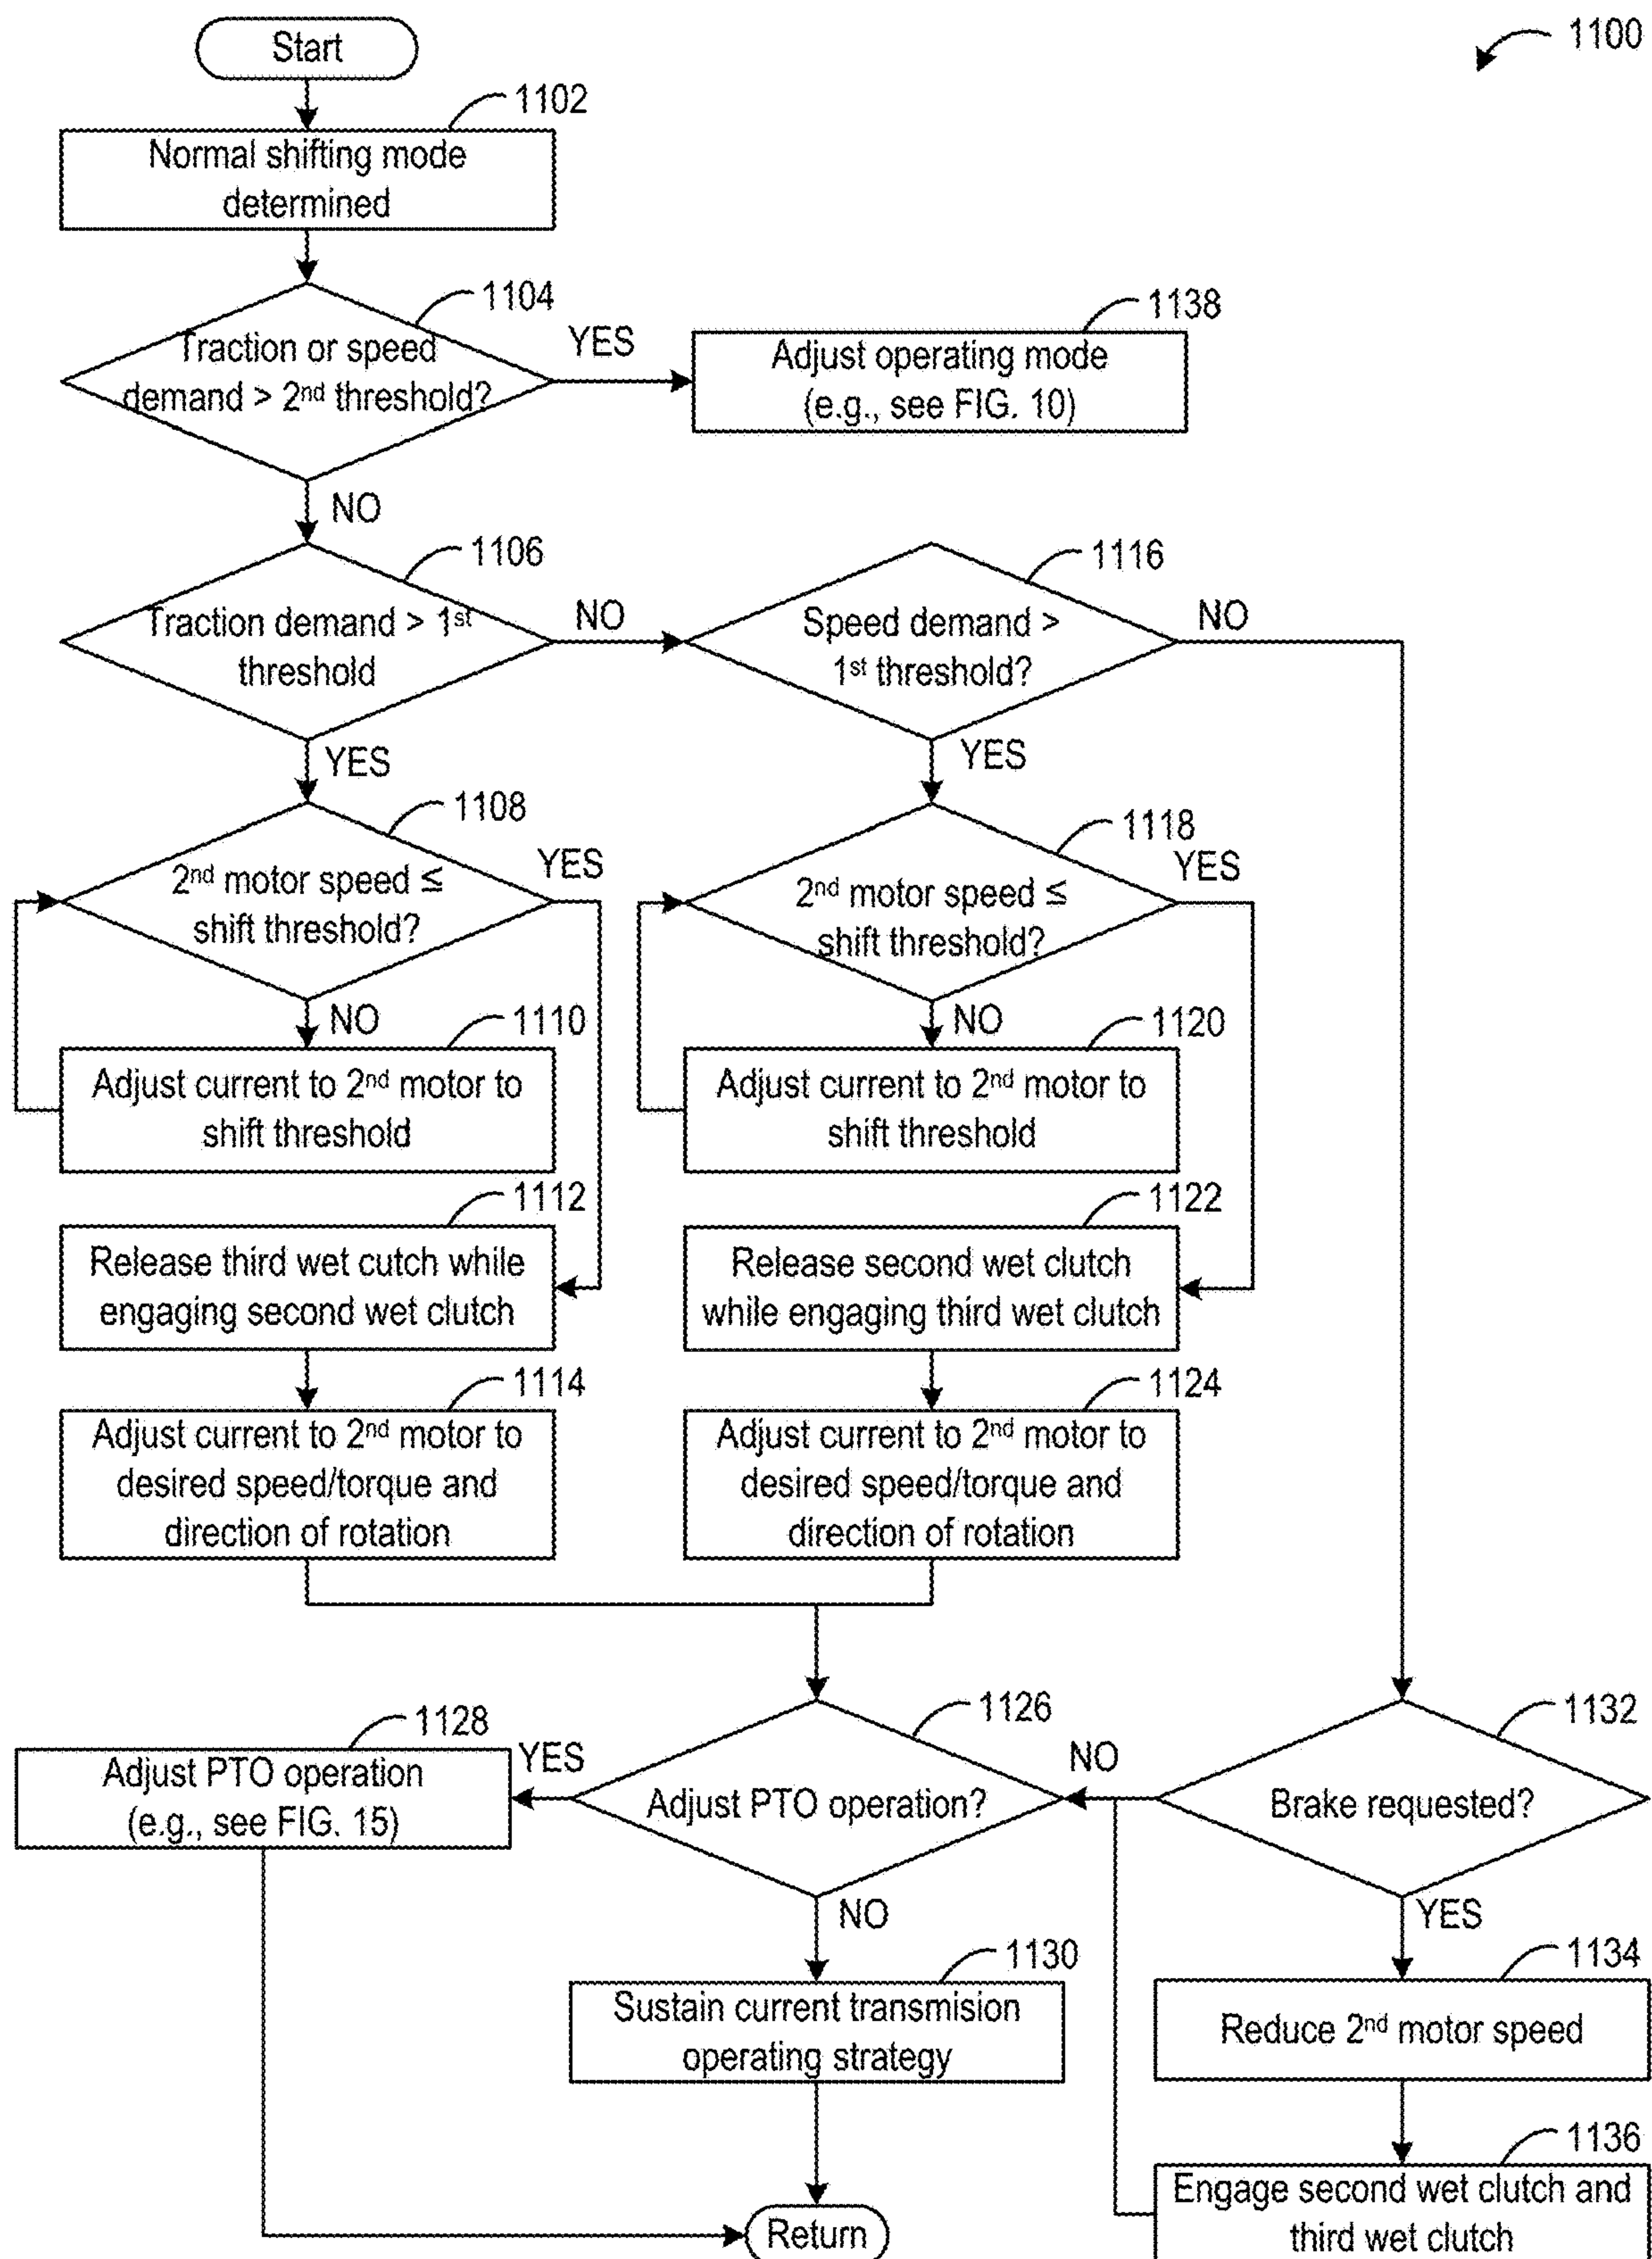 Start
1100
1102
Normal shifting mode
determined
1104
Traction or speed
demand > 2nd threshold?
YES
1138
Adjust operating mode
(e.g., see FIG. 10)
NO
1106
Traction demand > 1st
threshold
NO
1116
Speed demand >
1st threshold?
NO
YES
YES
1108
2nd motor speed ≤
shift threshold?
YES
1118
2nd motor speed ≤
shift threshold?
YES
NO
1110
Adjust current to 2nd motor to
shift threshold
NO
1120
Adjust current to 2nd motor to
shift threshold
1112
Release third wet cutch while
engaging second wet clutch
1122
Release second wet clutch
while engaging third wet clutch
1114
Adjust current to 2nd motor to
desired speed/torque and
direction of rotation
1124
Adjust current to 2nd motor to
desired speed/torque and
direction of rotation
1128
Adjust PTO operation
(e.g., see FIG. 15)
YES
1126
Adjust PTO operation?
NO
1132
Brake requested?
NO
1130
Sustain current transmision
operating strategy
YES
1134
Reduce 2nd motor speed
1136
Engage second wet clutch and
third wet clutch
Return